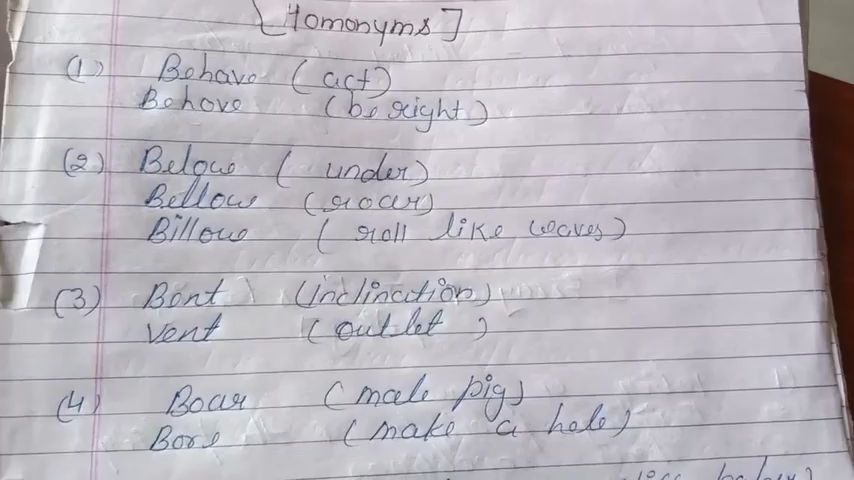 [Homonyms]
(1) Behave (act)
Behove (be right)
(2) Below (under)
Bellow (roar)
Billow (roll like waves)
(3) Bent (Inclination)
Vent (outlet)
(4) Boar (male pig)
Bore (make a hole)